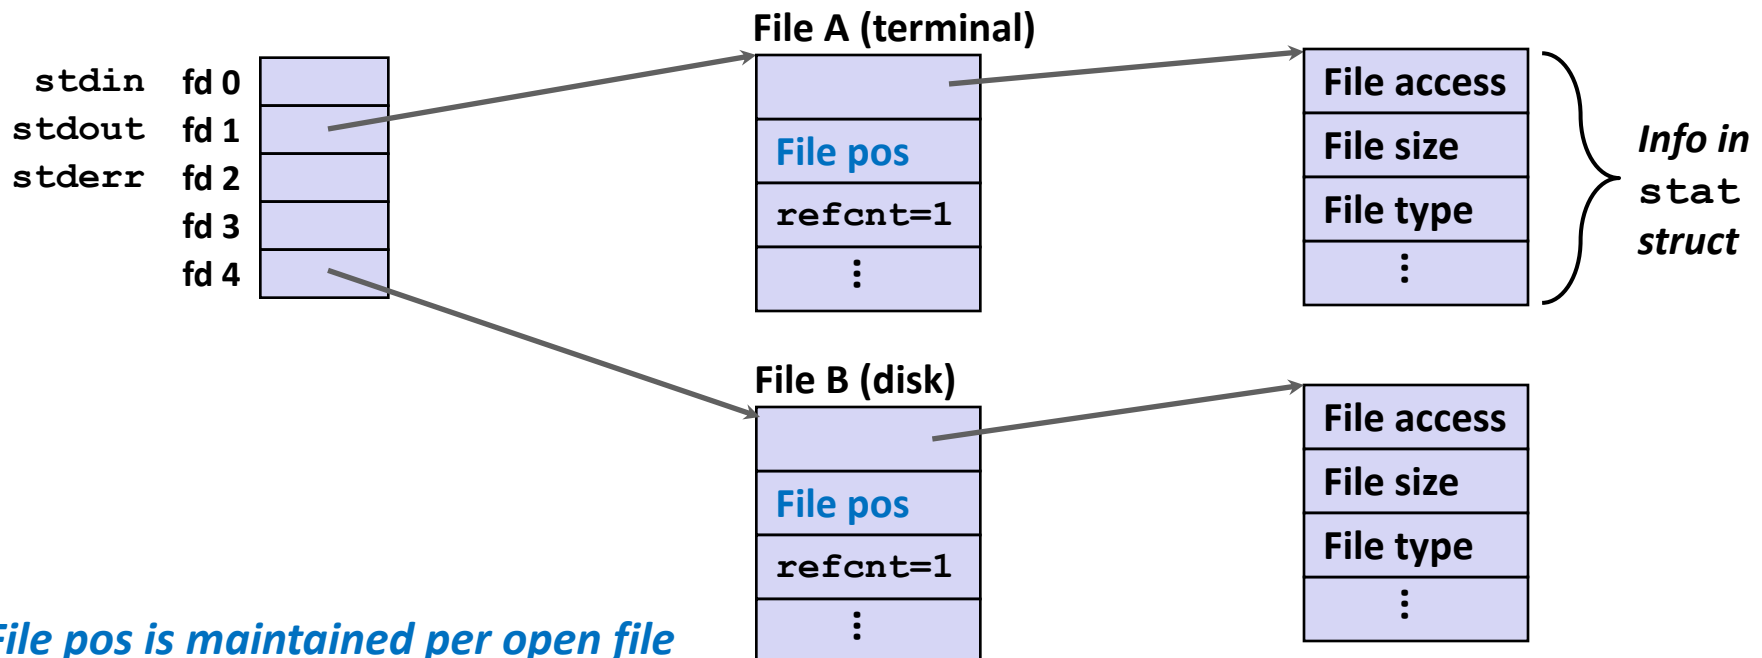 File A (terminal)
stdin fd 0
stdout fd 1
stderr fd 2
fd 3
fd 4
File pos
refcnt=1
⋮
File access
File size
File type
⋮
Info in
stat
struct
File B (disk)
File pos
refcnt=1
⋮
File access
File size
File type
⋮
File pos is maintained per open file